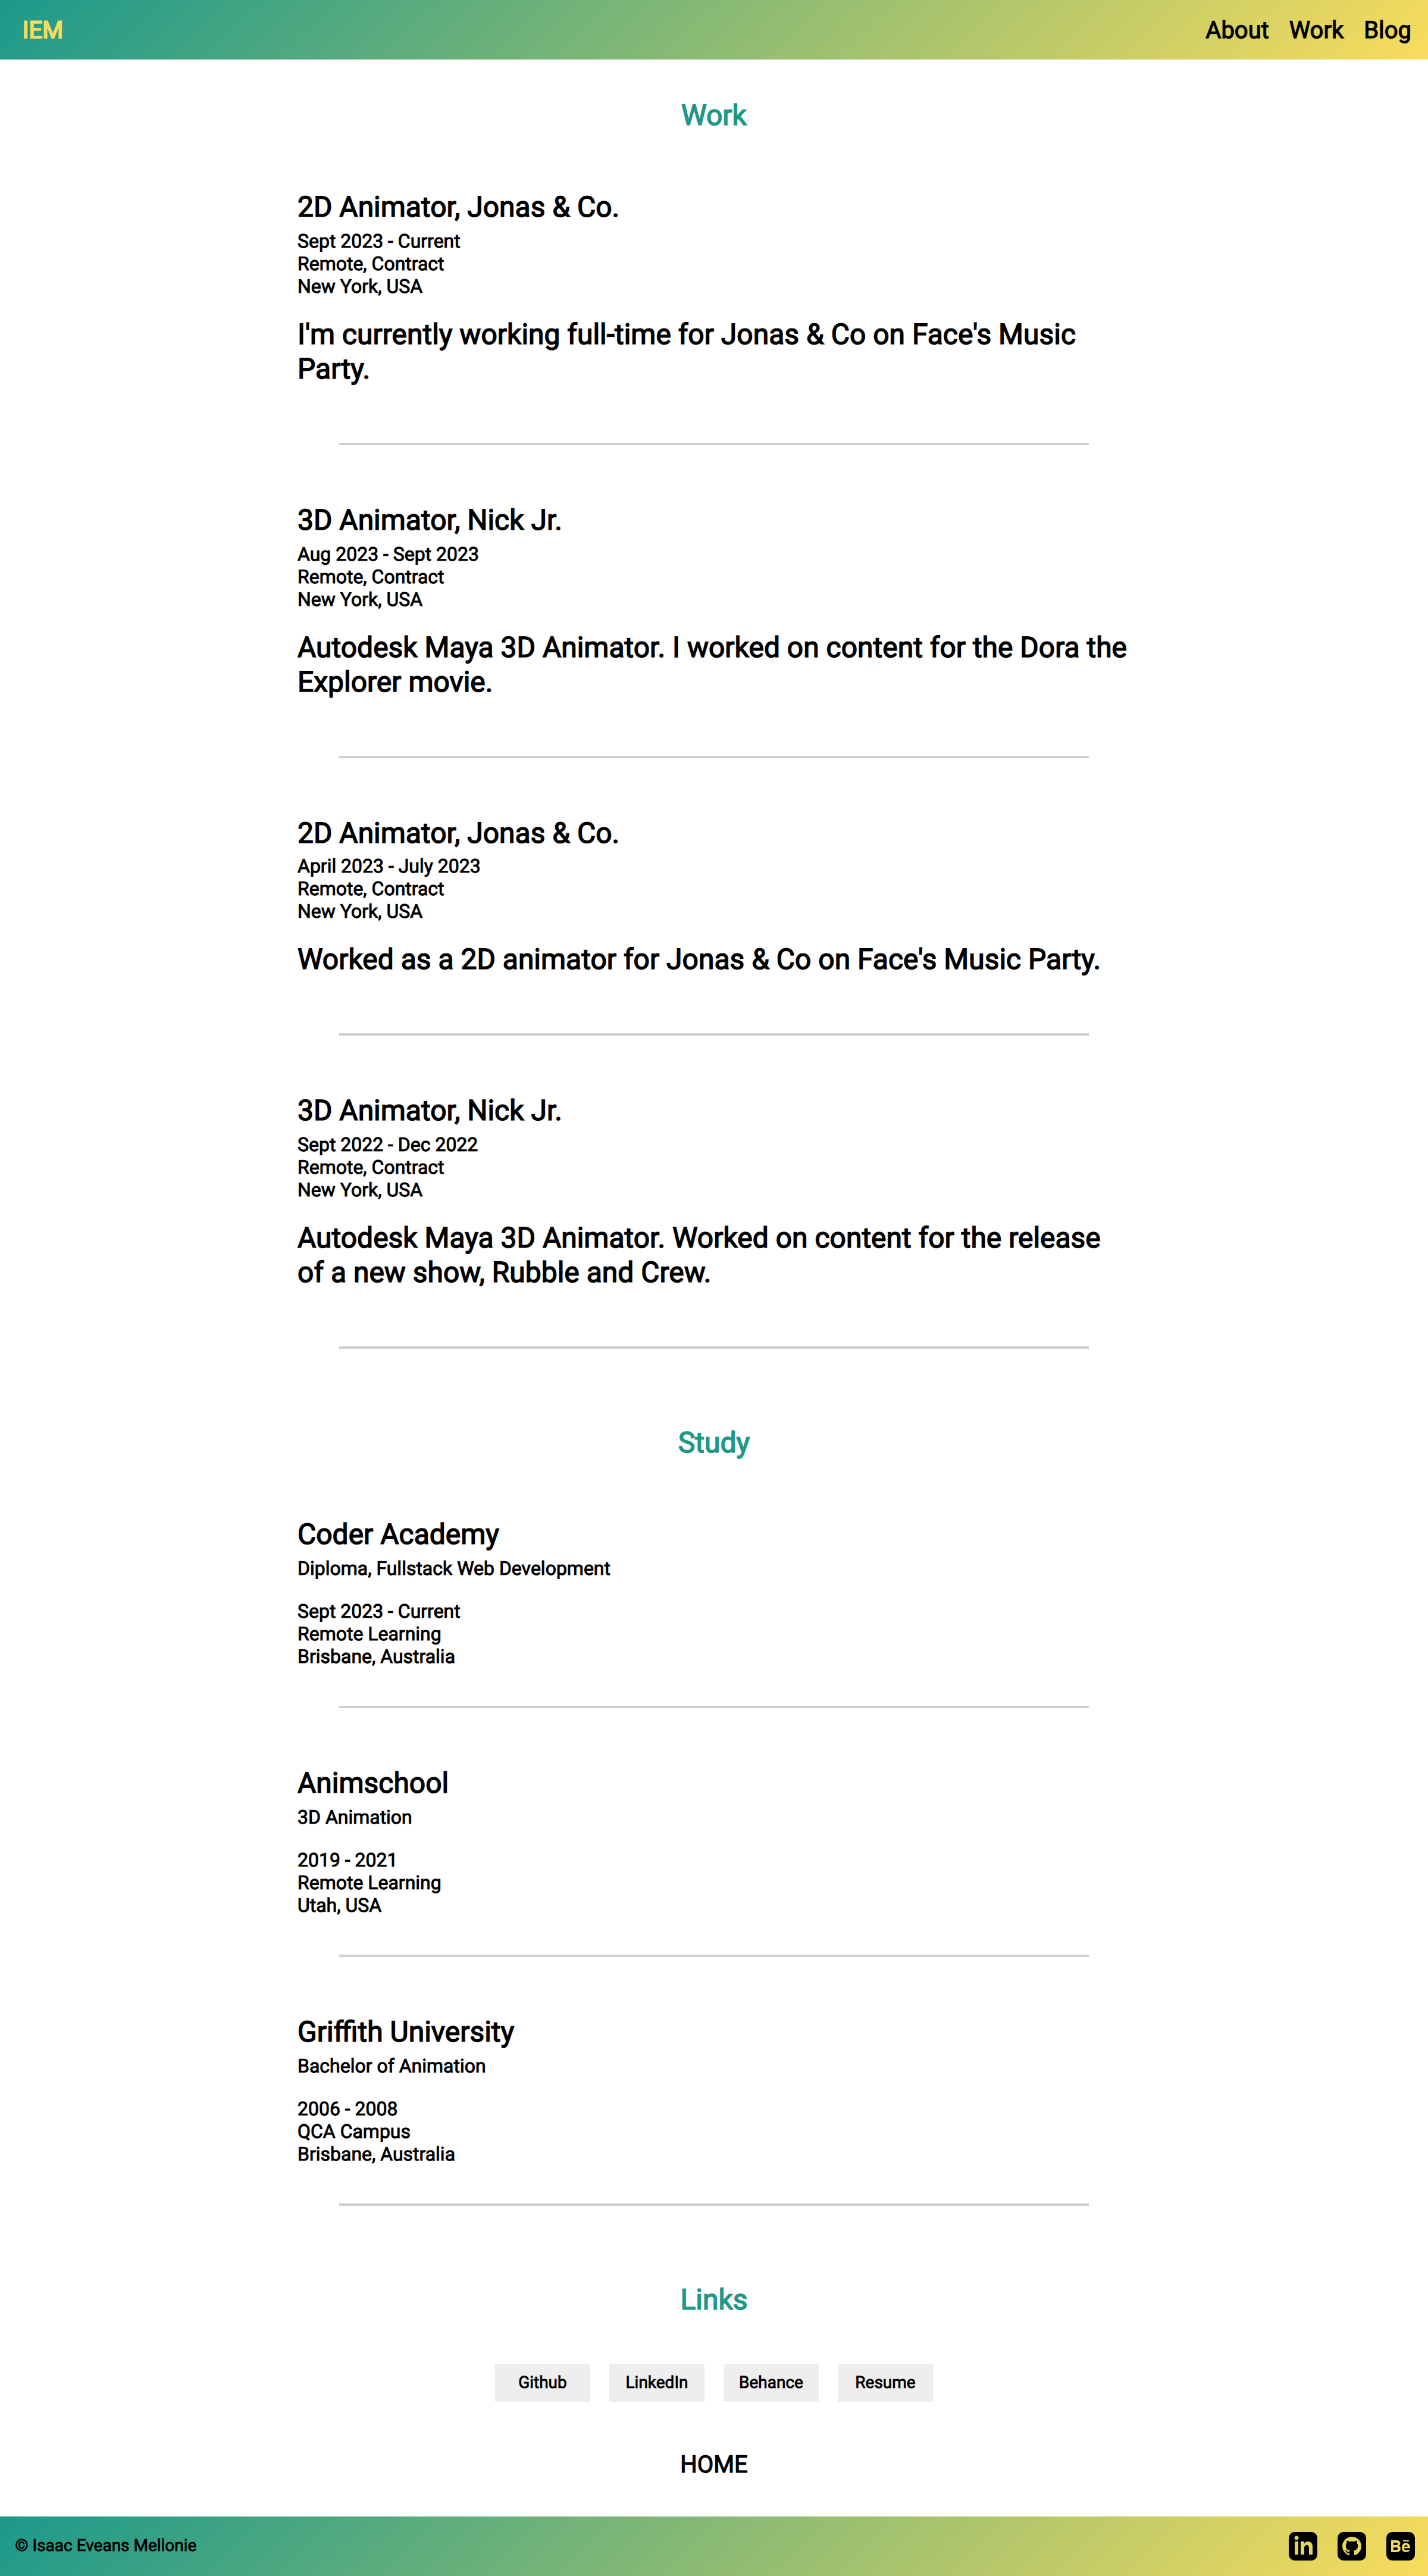 IEM
About Work Blog
Work
2D Animator, Jonas & Co.
Sept 2023 - Current
Remote, Contract
New York, USA
I'm currently working full-time for Jonas & Co on Face's Music
Party.
3D Animator, Nick Jr.
Aug 2023 - Sept 2023
Remote, Contract
New York, USA
Autodesk Maya 3D Animator. I worked on content for the Dora the
Explorer movie.
2D Animator, Jonas & Co.
April 2023 - July 2023
Remote, Contract
New York, USA
Worked as a 2D animator for Jonas & Co on Face's Music Party.
3D Animator, Nick Jr.
Sept 2022 - Dec 2022
Remote, Contract
New York, USA
Autodesk Maya 3D Animator. Worked on content for the release
of a new show, Rubble and Crew.
Study
Coder Academy
Diploma, Fullstack Web Development
Sept 2023 - Current
Remote Learning
Brisbane, Australia
Animschool
3D Animation
2019 - 2021
Remote Learning
Utah, USA
Griffith University
Bachelor of Animation
2006 - 2008
QCA Campus
Brisbane, Australia
Links
Github LinkedIn Behance Resume
HOME
© Isaac Eveans Mellonie
in Bē